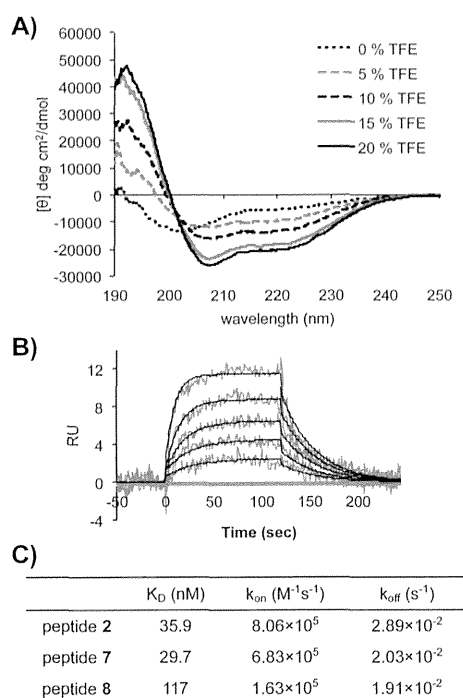 A)
[θ] deg cm²/dmol
60000
50000
40000
30000
20000
10000
0
-10000
-20000
-30000
0 % TFE
5 % TFE
10 % TFE
15 % TFE
20 % TFE
190 200 210 220 230 240 250
wavelength (nm)
B)
RU
12
8
4
0
-4
-50 0 50 100 150 200
Time (sec)
C)
K_D (nM) k_on (M⁻¹s⁻¹) k_off (s⁻¹)
peptide 2 35.9 8.06×10⁵ 2.89×10⁻²
peptide 7 29.7 6.83×10⁵ 2.03×10⁻²
peptide 8 117 1.63×10⁵ 1.91×10⁻²